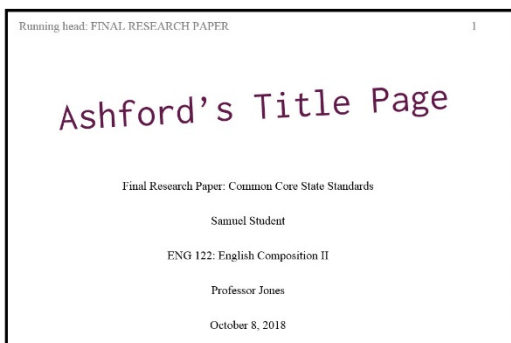 Running head: FINAL RESEARCH PAPER 1
Ashford's Title Page
Final Research Paper: Common Core State Standards
Samuel Student
ENG 122: English Composition II
Professor Jones
October 8, 2018